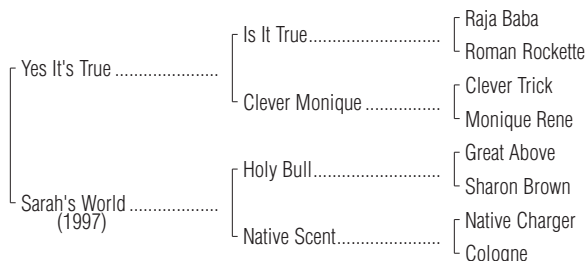 Raja Baba
Is It True
Roman Rockette
Yes It's True
Clever Trick
Clever Monique
Monique Rene
Great Above
Holy Bull
Sharon Brown
Sarah's World
(1997)
Native Charger
Native Scent
Cologne